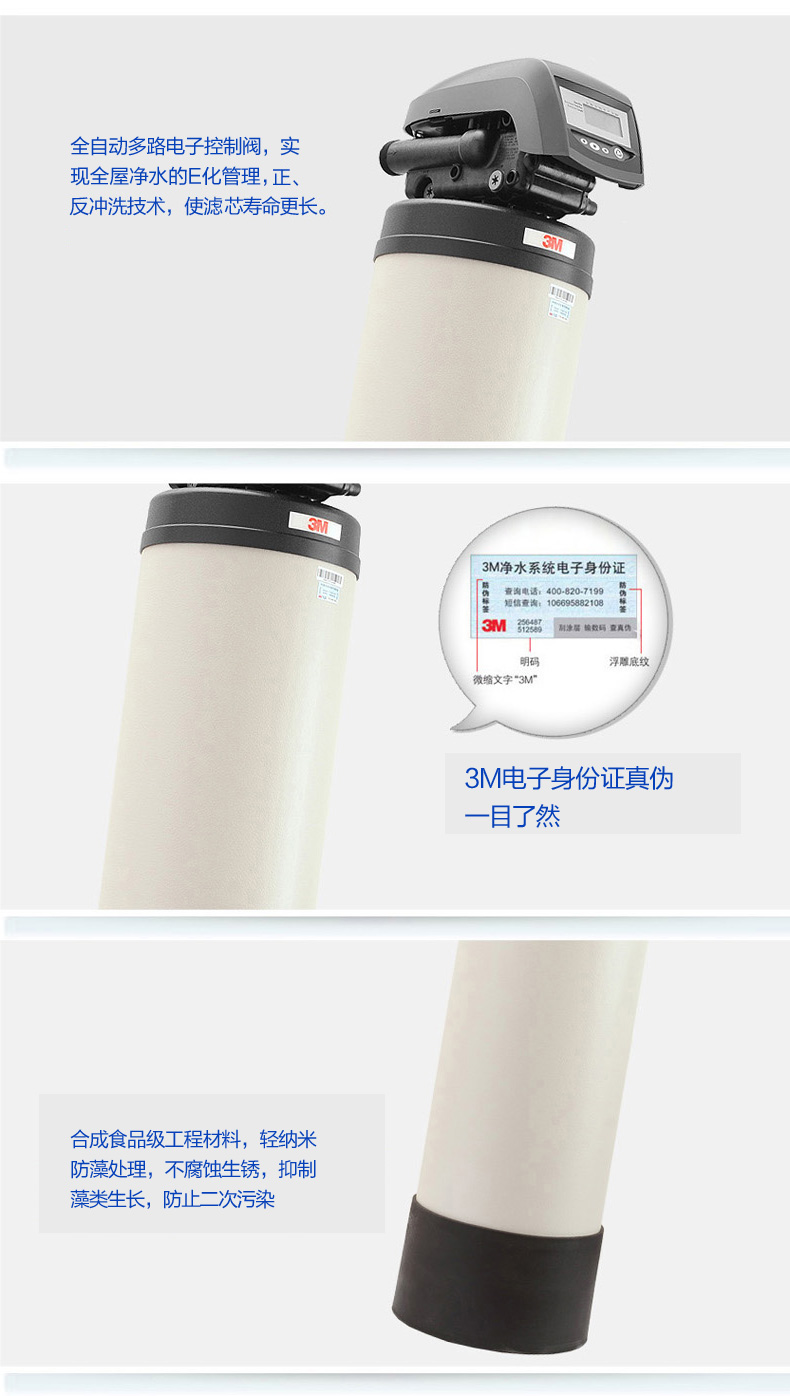 全自动多路电子控制阀，实
现全屋净水的E化管理，正、
反冲洗技术，使滤芯寿命更长。
3M
3M
3M净水系统电子身份证
防伪标签
查询电话：400-820-7199
短信查询：106695882108
防伪标签
3M
256487
512589
刮涂层 输数码 查真伪
明码
浮雕底纹
微缩文字“3M”
3M电子身份证真伪
一目了然
合成食品级工程材料，轻纳米
防藻处理，不腐蚀生锈，抑制
藻类生长，防止二次污染